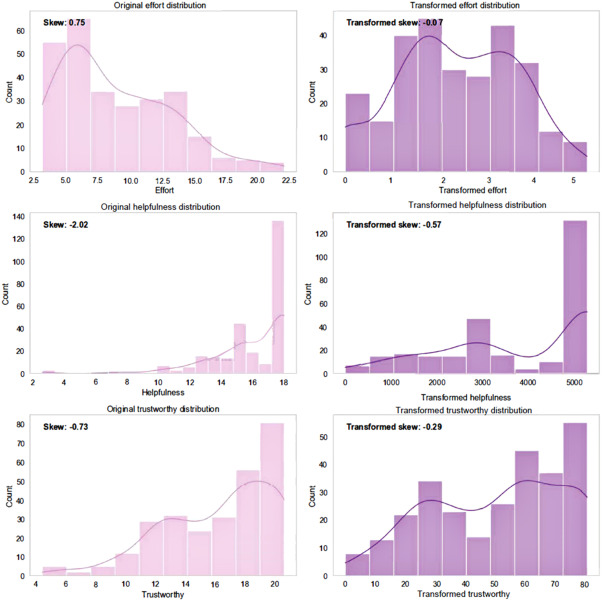 Original effort distribution
Skew: 0.75
60
50
40
30
20
10
0
Count
2.5 5.0 7.5 10.0 12.5 15.0 17.5 20.0 22.5
Effort
Transformed effort distribution
Transformed skew: -0.07
40
30
20
10
0
Count
0 1 2 3 4 5
Transformed effort
Original helpfulness distribution
Skew: -2.02
140
120
100
80
60
40
20
0
Count
2 4 6 8 10 12 14 16 18
Helpfulness
Transformed helpfulness distribution
Transformed skew: -0.57
120
100
80
60
40
20
0
Count
0 1000 2000 3000 4000 5000
Transformed helpfulness
Original trustworthy distribution
Skew: -0.73
80
70
60
50
40
30
20
10
0
Count
4 6 8 10 12 14 16 18 20
Trustworthy
Transformed trustworthy distribution
Transformed skew: -0.29
50
40
30
20
10
0
Count
0 10 20 30 40 50 60 70 80
Transformed trustworthy